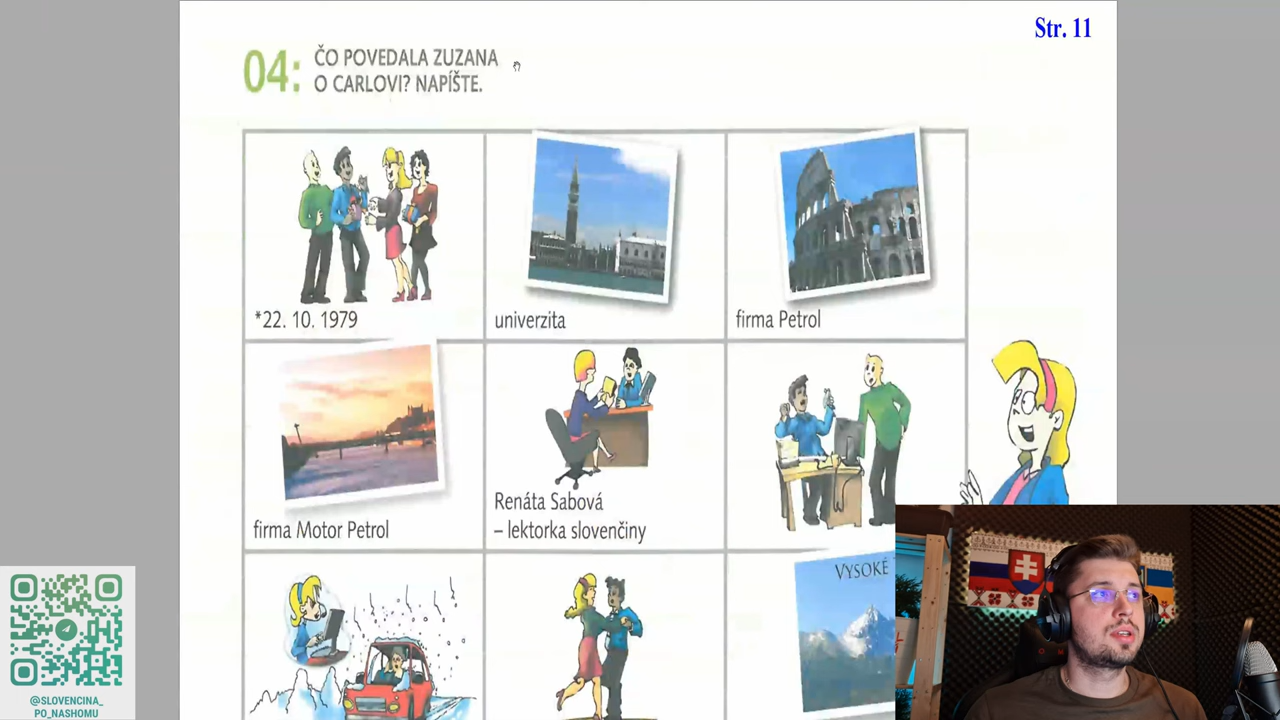 Str. 11
04:
ČO POVEDALA ZUZANA
O CARLOVI? NAPÍŠTE.
*22. 10. 1979
univerzita
firma Petrol
firma Motor Petrol
Renáta Sabová
– lektorka slovenčiny
VYSOKÉ
@SLOVENCINA_
PO_NASHOMU